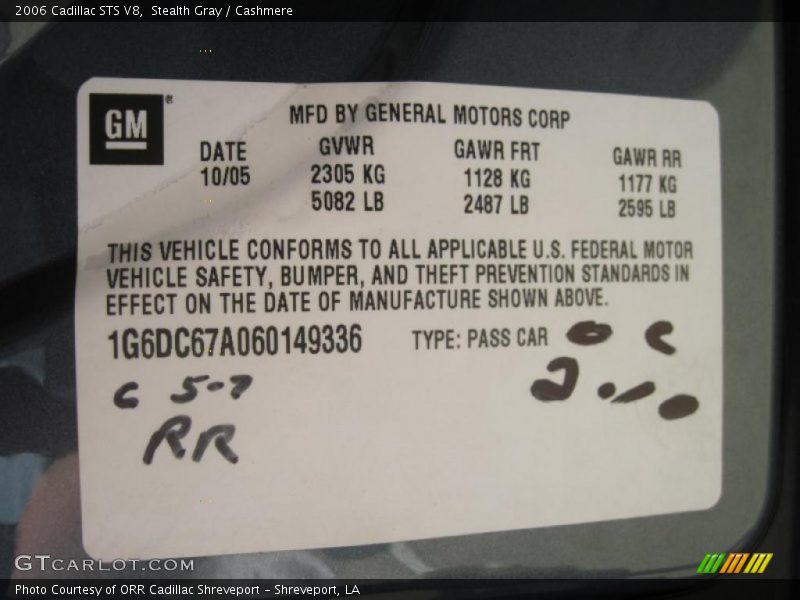 2006 Cadillac STS V8,  Stealth Gray / Cashmere
GM®
MFD BY GENERAL MOTORS CORP
DATE GVWR GAWR FRT GAWR RR
10/05 2305 KG 1128 KG 1177 KG
5082 LB 2487 LB 2595 LB
THIS VEHICLE CONFORMS TO ALL APPLICABLE U.S. FEDERAL MOTOR
VEHICLE SAFETY, BUMPER, AND THEFT PREVENTION STANDARDS IN
EFFECT ON THE DATE OF MANUFACTURE SHOWN ABOVE.
1G6DC67A060149336 TYPE: PASS CAR
C 5-7
RR
GTCARLOT.COM
Photo Courtesy of ORR Cadillac Shreveport - Shreveport, LA